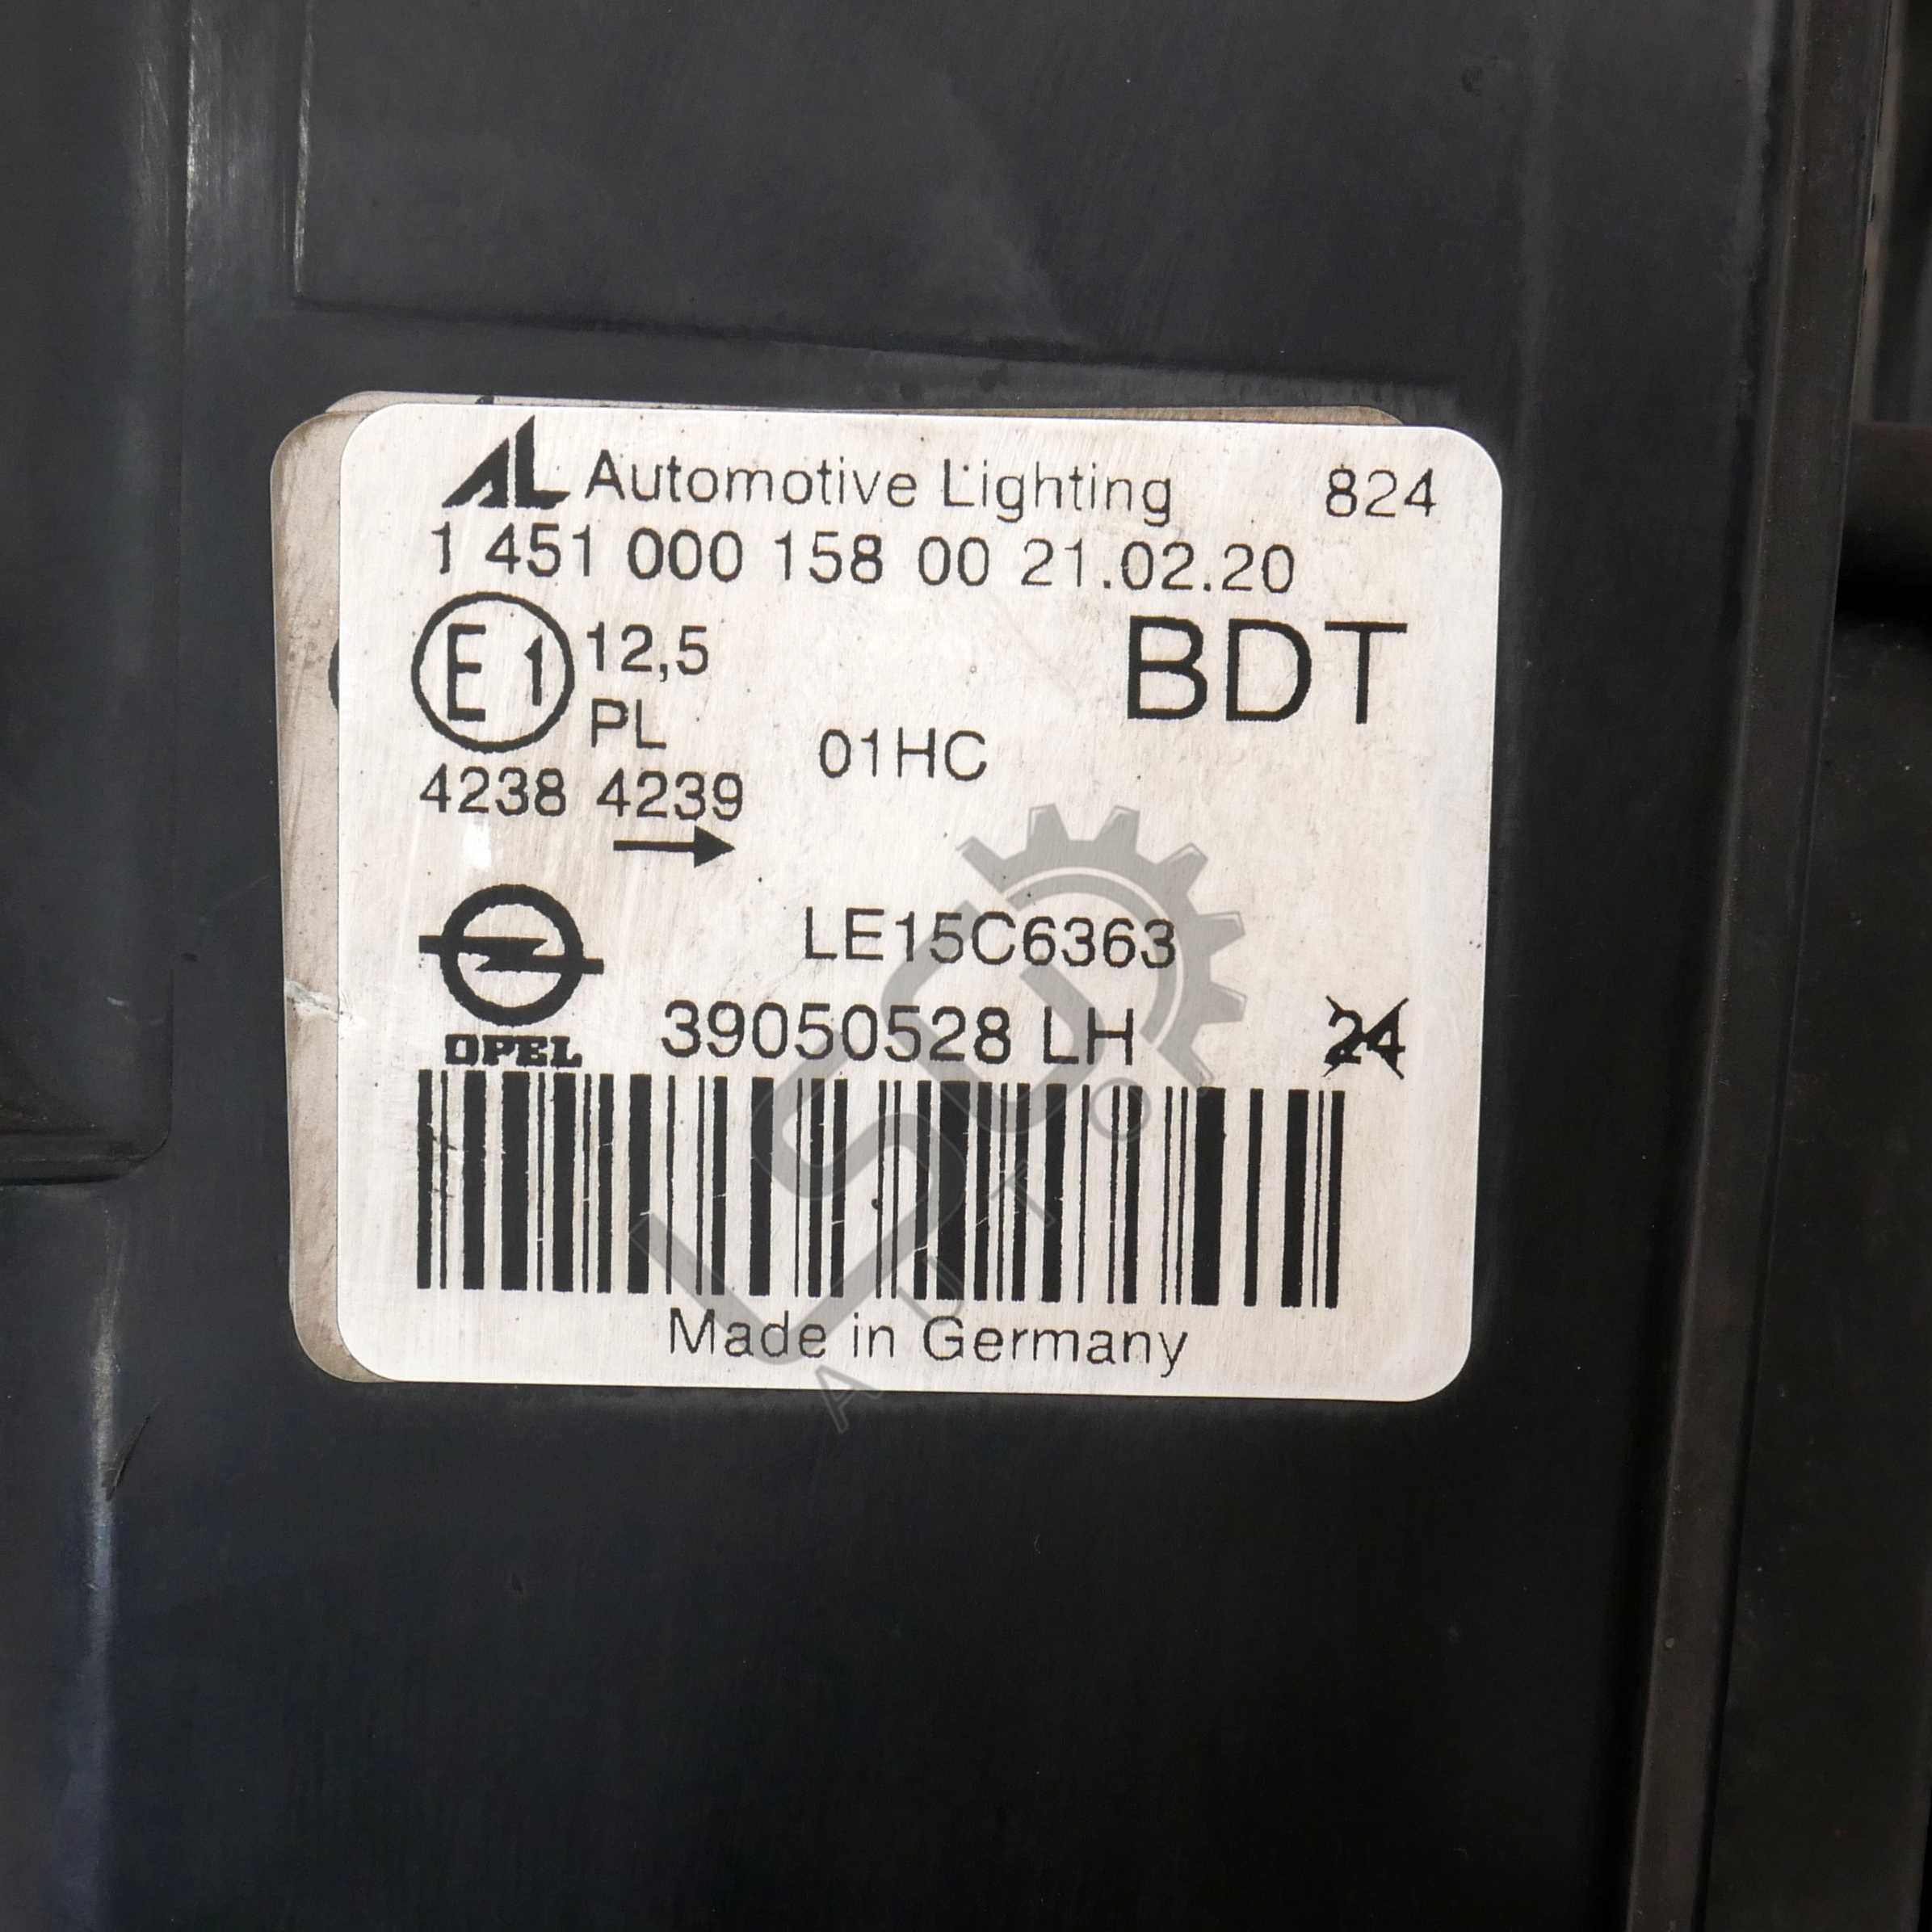 AL Automotive Lighting 824
1 451 000 158 00 21.02.20
E1 12,5 BDT
PL
01HC
4238 4239
LE15C6363
OPEL 39050528 LH 24
Made in Germany